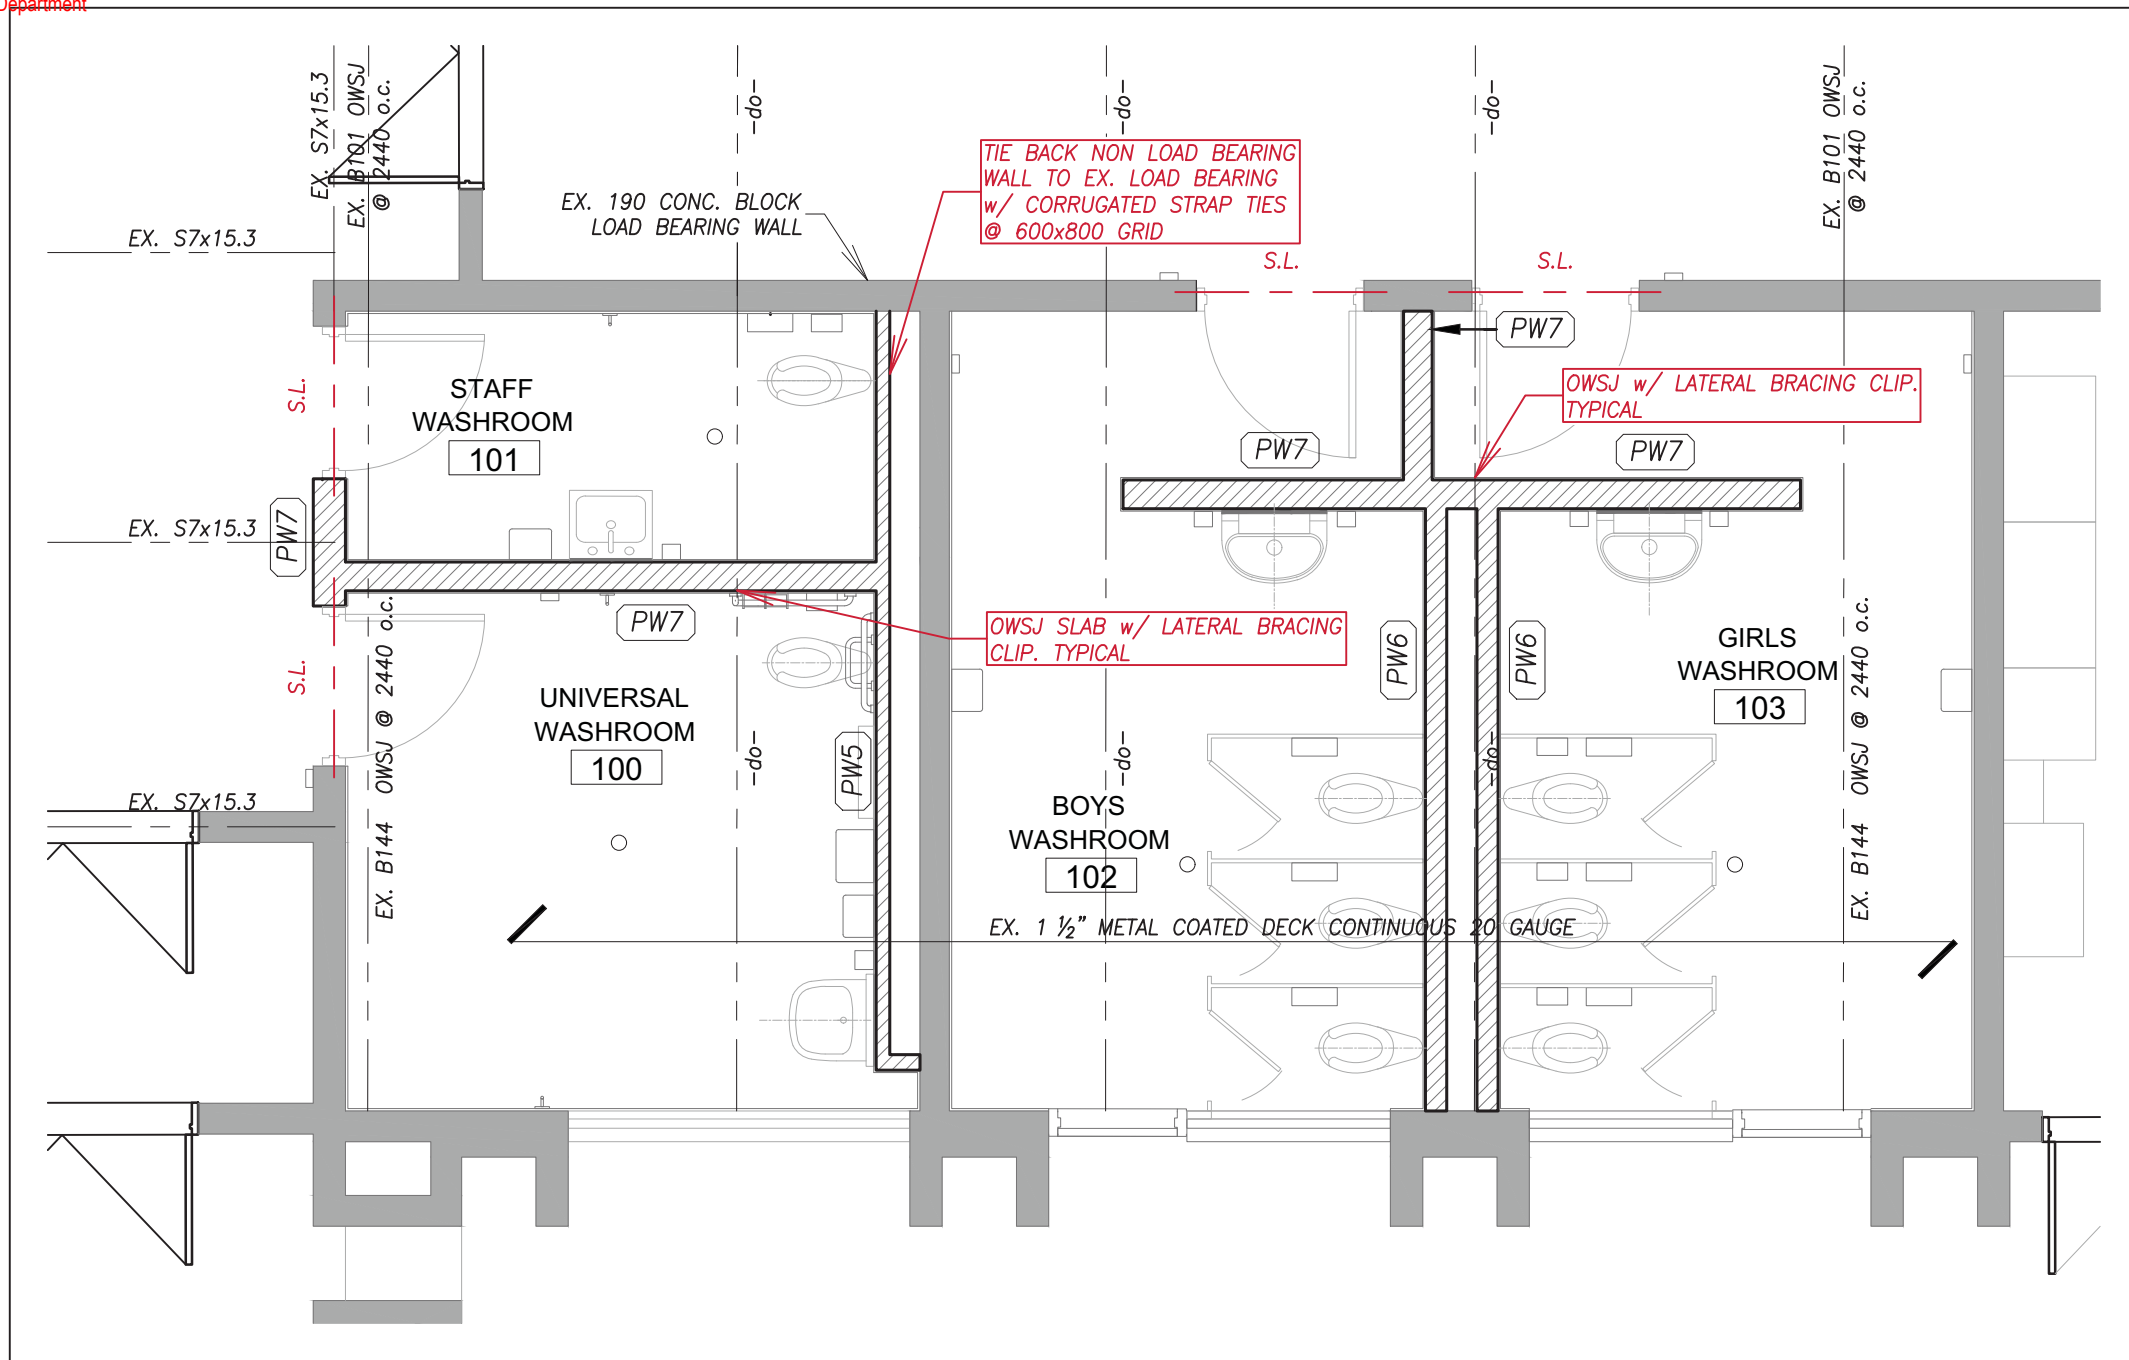 Department
EX. S7x15.3
EX. B101 OWSJ
@ 2440 o.c.
-do-
-do-
-do-
EX. B101 OWSJ
@ 2440 o.c.
TIE BACK NON LOAD BEARING
WALL TO EX. LOAD BEARING
w/ CORRUGATED STRAP TIES
@ 600x800 GRID
EX. 190 CONC. BLOCK
LOAD BEARING WALL
EX. S7x15.3
S.L.
S.L.
PW7
OWSJ w/ LATERAL BRACING CLIP.
TYPICAL
S.L.
STAFF
WASHROOM
101
PW7
PW7
EX. S7x15.3
PW7
PW7
OWSJ SLAB w/ LATERAL BRACING
CLIP. TYPICAL
PW6
PW6
GIRLS
WASHROOM
103
S.L.
EX. B144 OWSJ @ 2440 o.c.
UNIVERSAL
WASHROOM
100
-do-
PW5
-do-
-do-
EX. B144 OWSJ @ 2440 o.c.
EX. S7x15.3
BOYS
WASHROOM
102
EX. 1 ½” METAL COATED DECK CONTINUOUS 20 GAUGE